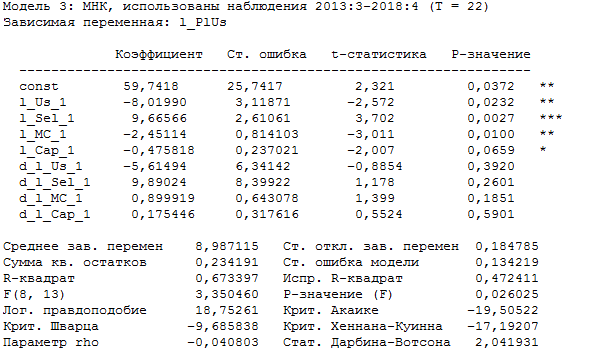 Модель 3: МНК, использованы наблюдения 2013:3-2018:4 (T = 22)
Зависимая переменная: l_PlUs
Коэффициент Ст. ошибка t-статистика P-значение
const 59,7418 25,7417 2,321 0,0372 **
l_Us_1 -8,01990 3,11871 -2,572 0,0232 **
l_Sel_1 9,66566 2,61061 3,702 0,0027 ***
l_MC_1 -2,45114 0,814103 -3,011 0,0100 **
l_Cap_1 -0,475818 0,237021 -2,007 0,0659 *
d_l_Us_1 -5,61494 6,34142 -0,8854 0,3920
d_l_Sel_1 9,89024 8,39922 1,178 0,2601
d_l_MC_1 0,899919 0,643078 1,399 0,1851
d_l_Cap_1 0,175446 0,317616 0,5524 0,5901
Среднее зав. перемен 8,987115 Ст. откл. зав. перемен 0,184785
Сумма кв. остатков 0,234191 Ст. ошибка модели 0,134219
R-квадрат 0,673397 Испр. R-квадрат 0,472411
F(8, 13) 3,350460 Р-значение (F) 0,026025
Лог. правдоподобие 18,75261 Крит. Акаике -19,50522
Крит. Шварца -9,685838 Крит. Хеннана-Куинна -17,19207
Параметр rho -0,040803 Стат. Дарбина-Вотсона 2,041931